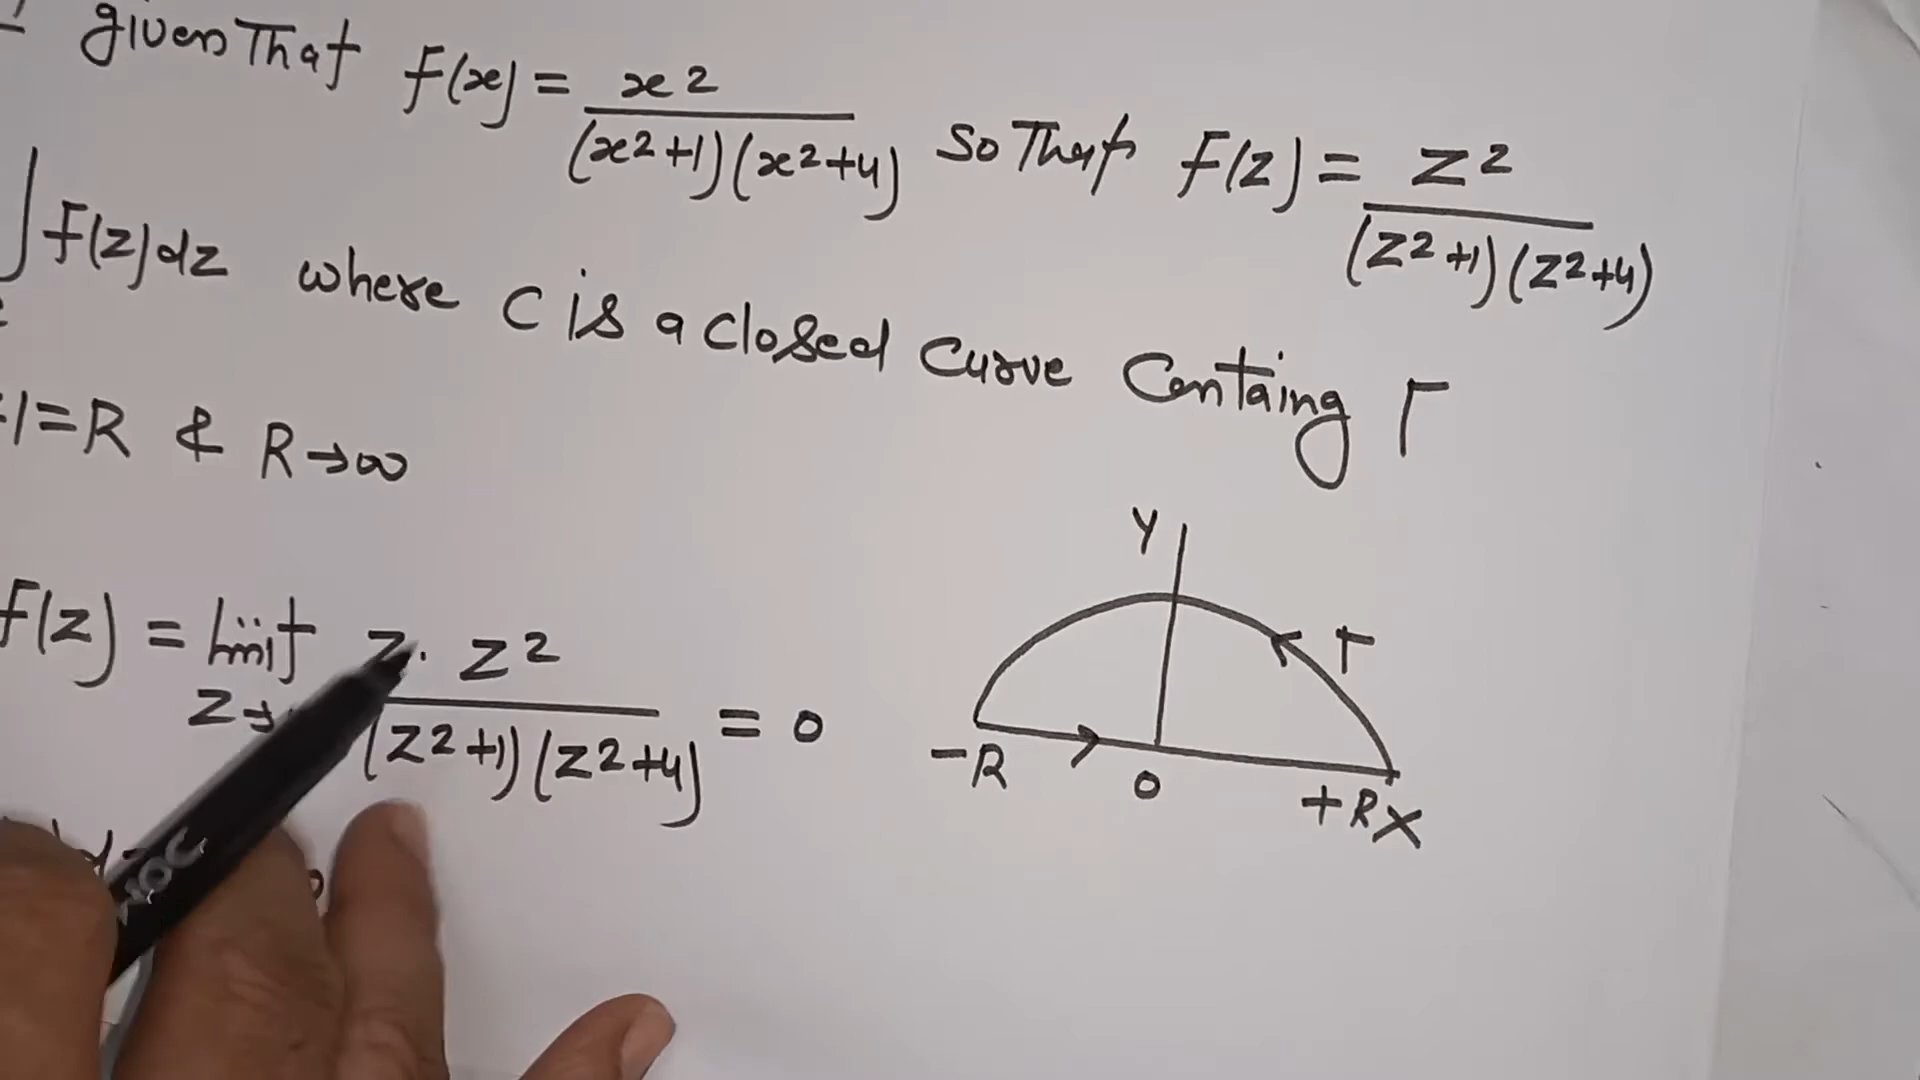 given That f(x) = x² / (x²+1)(x²+4) so That f(z) = z² / (z²+1)(z²+4)
∫ f(z)dz where C is a closed curve Containg Γ
|=R & R→∞
f(z) = limit z→ z. z² / (z²+1)(z²+4) = 0
Y
Γ
-R
0
+R X